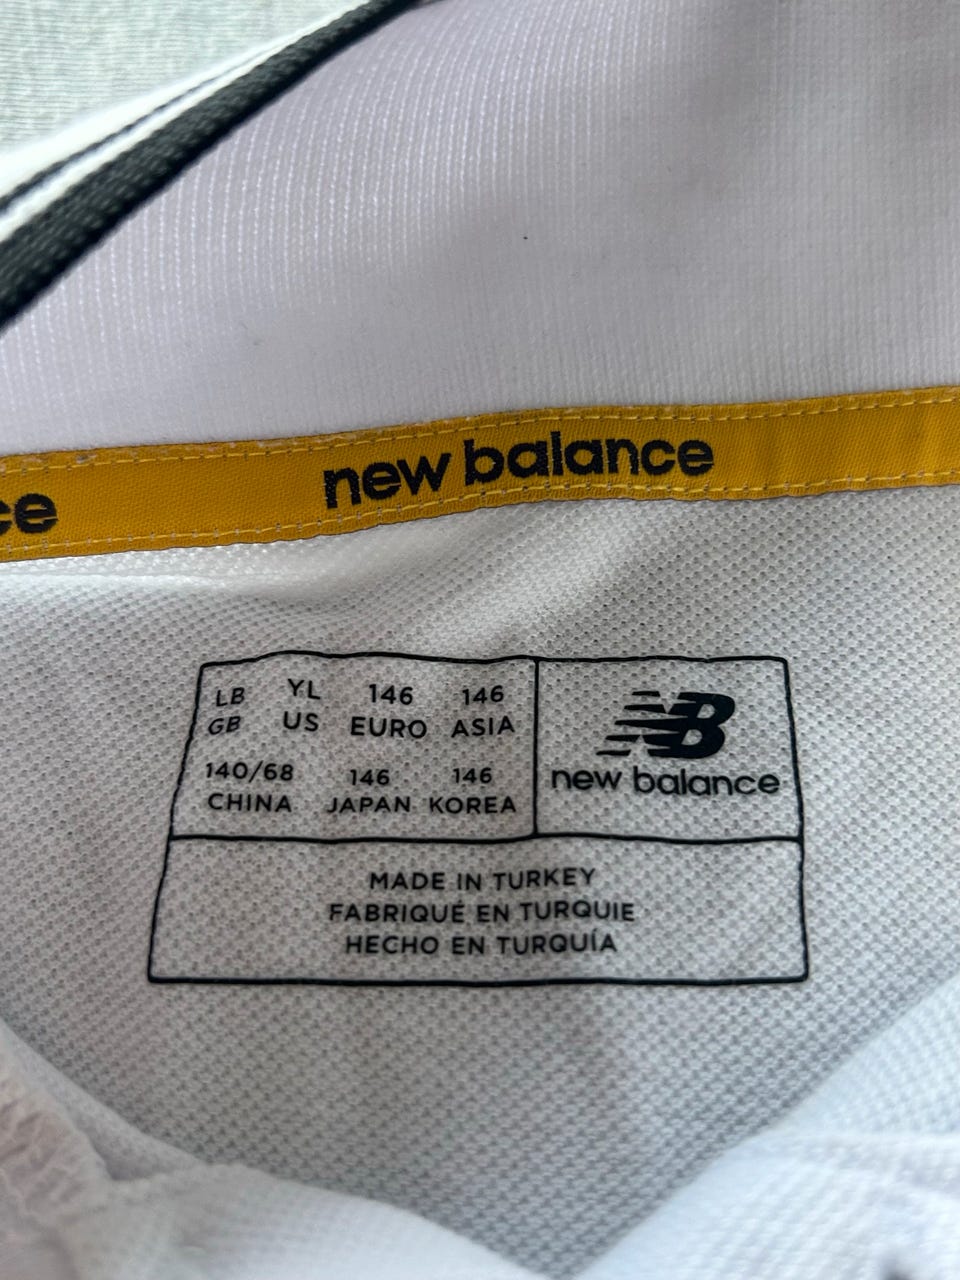 ce new balance
LB YL 146 146
GB US EURO ASIA
140/68 146 146
CHINA JAPAN KOREA
NB
new balance
MADE IN TURKEY
FABRIQUÉ EN TURQUIE
HECHO EN TURQUÍA